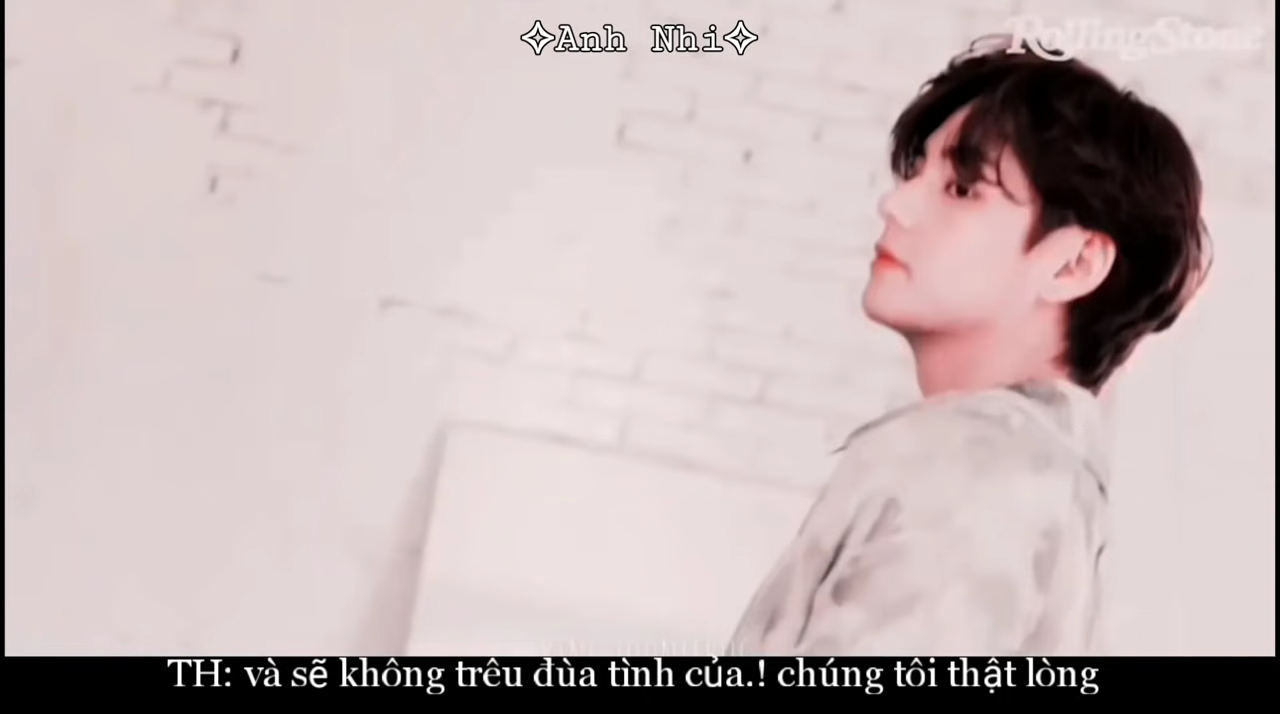 ✧Anh Nhi✧
RollingStone
TH: và sẽ không trêu đùa tình của.! chúng tôi thật lòng